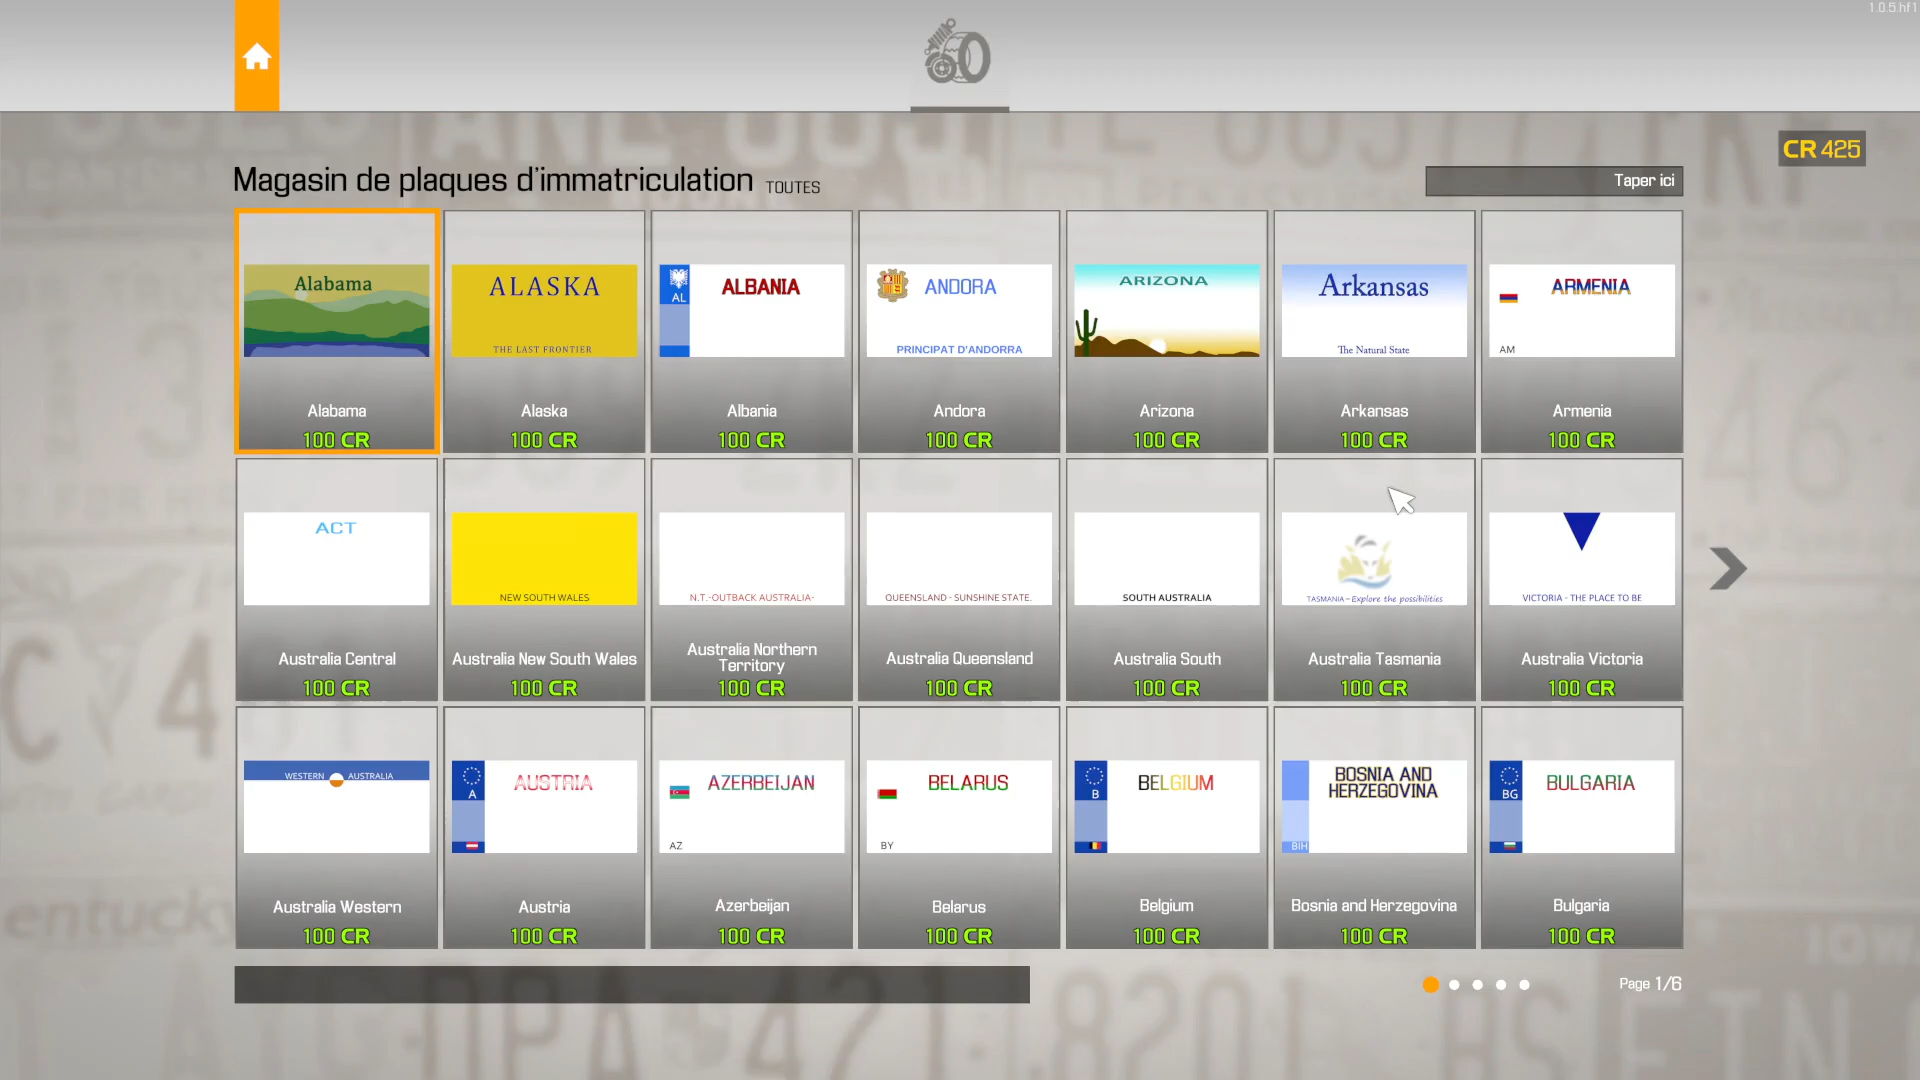 1.0.5.hf1
CR 425
Magasin de plaques d'immatriculation TOUTES
Taper ici
Alabama
ALASKA
THE LAST FRONTIER
AL
ALBANIA
ANDORA
PRINCIPAT D'ANDORRA
ARIZONA
Arkansas
The Natural State
ARMENIA
AM
Alabama
Alaska
Albania
Andora
Arizona
Arkansas
Armenia
100 CR
100 CR
100 CR
100 CR
100 CR
100 CR
100 CR
ACT
NEW SOUTH WALES
N.T.-OUTBACK AUSTRALIA-
QUEENSLAND - SUNSHINE STATE.
SOUTH AUSTRALIA
TASMANIA – Explore the possibilities
VICTORIA - THE PLACE TO BE
Australia Central
Australia New South Wales
Australia Northern
Territory
Australia Queensland
Australia South
Australia Tasmania
Australia Victoria
100 CR
100 CR
100 CR
100 CR
100 CR
100 CR
100 CR
WESTERN AUSTRALIA
A
AUSTRIA
AZERBEIJAN
AZ
BELARUS
BY
B
BELGIUM
BOSNIA AND
HERZEGOVINA
BIH
BG
BULGARIA
Australia Western
Austria
Azerbeijan
Belarus
Belgium
Bosnia and Herzegovina
Bulgaria
100 CR
100 CR
100 CR
100 CR
100 CR
100 CR
100 CR
Page 1/6